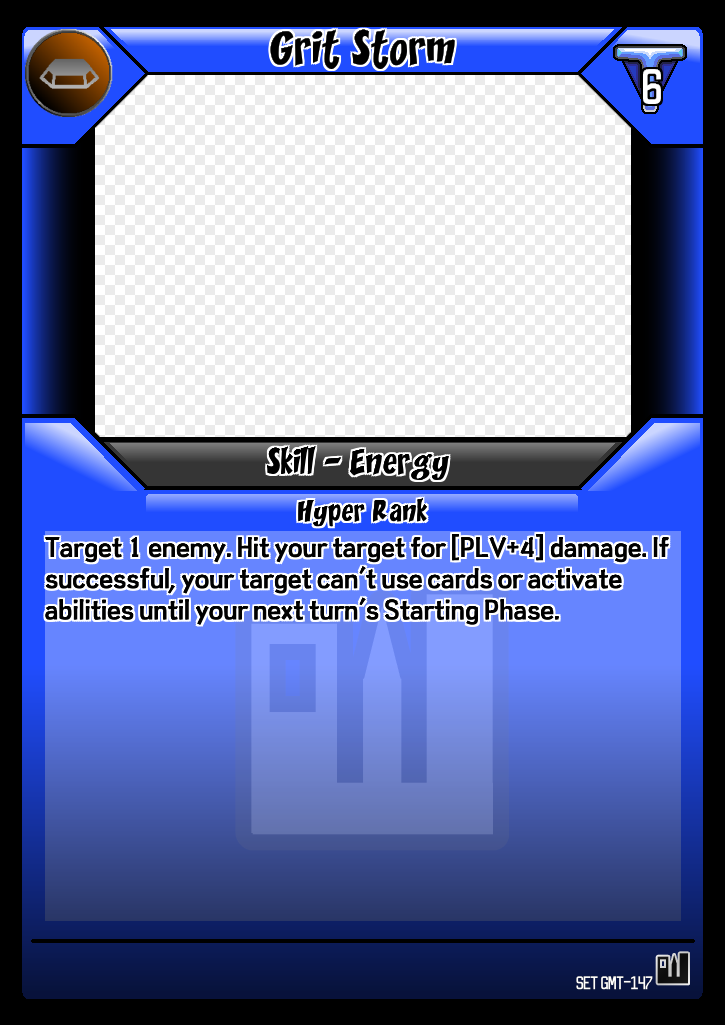 Grit Storm
6
Skill - Energy
Hyper Rank
Target 1 enemy. Hit your target for [PLV+4] damage. If
successful, your target can't use cards or activate
abilities until your next turn's Starting Phase.
SET GMT-147